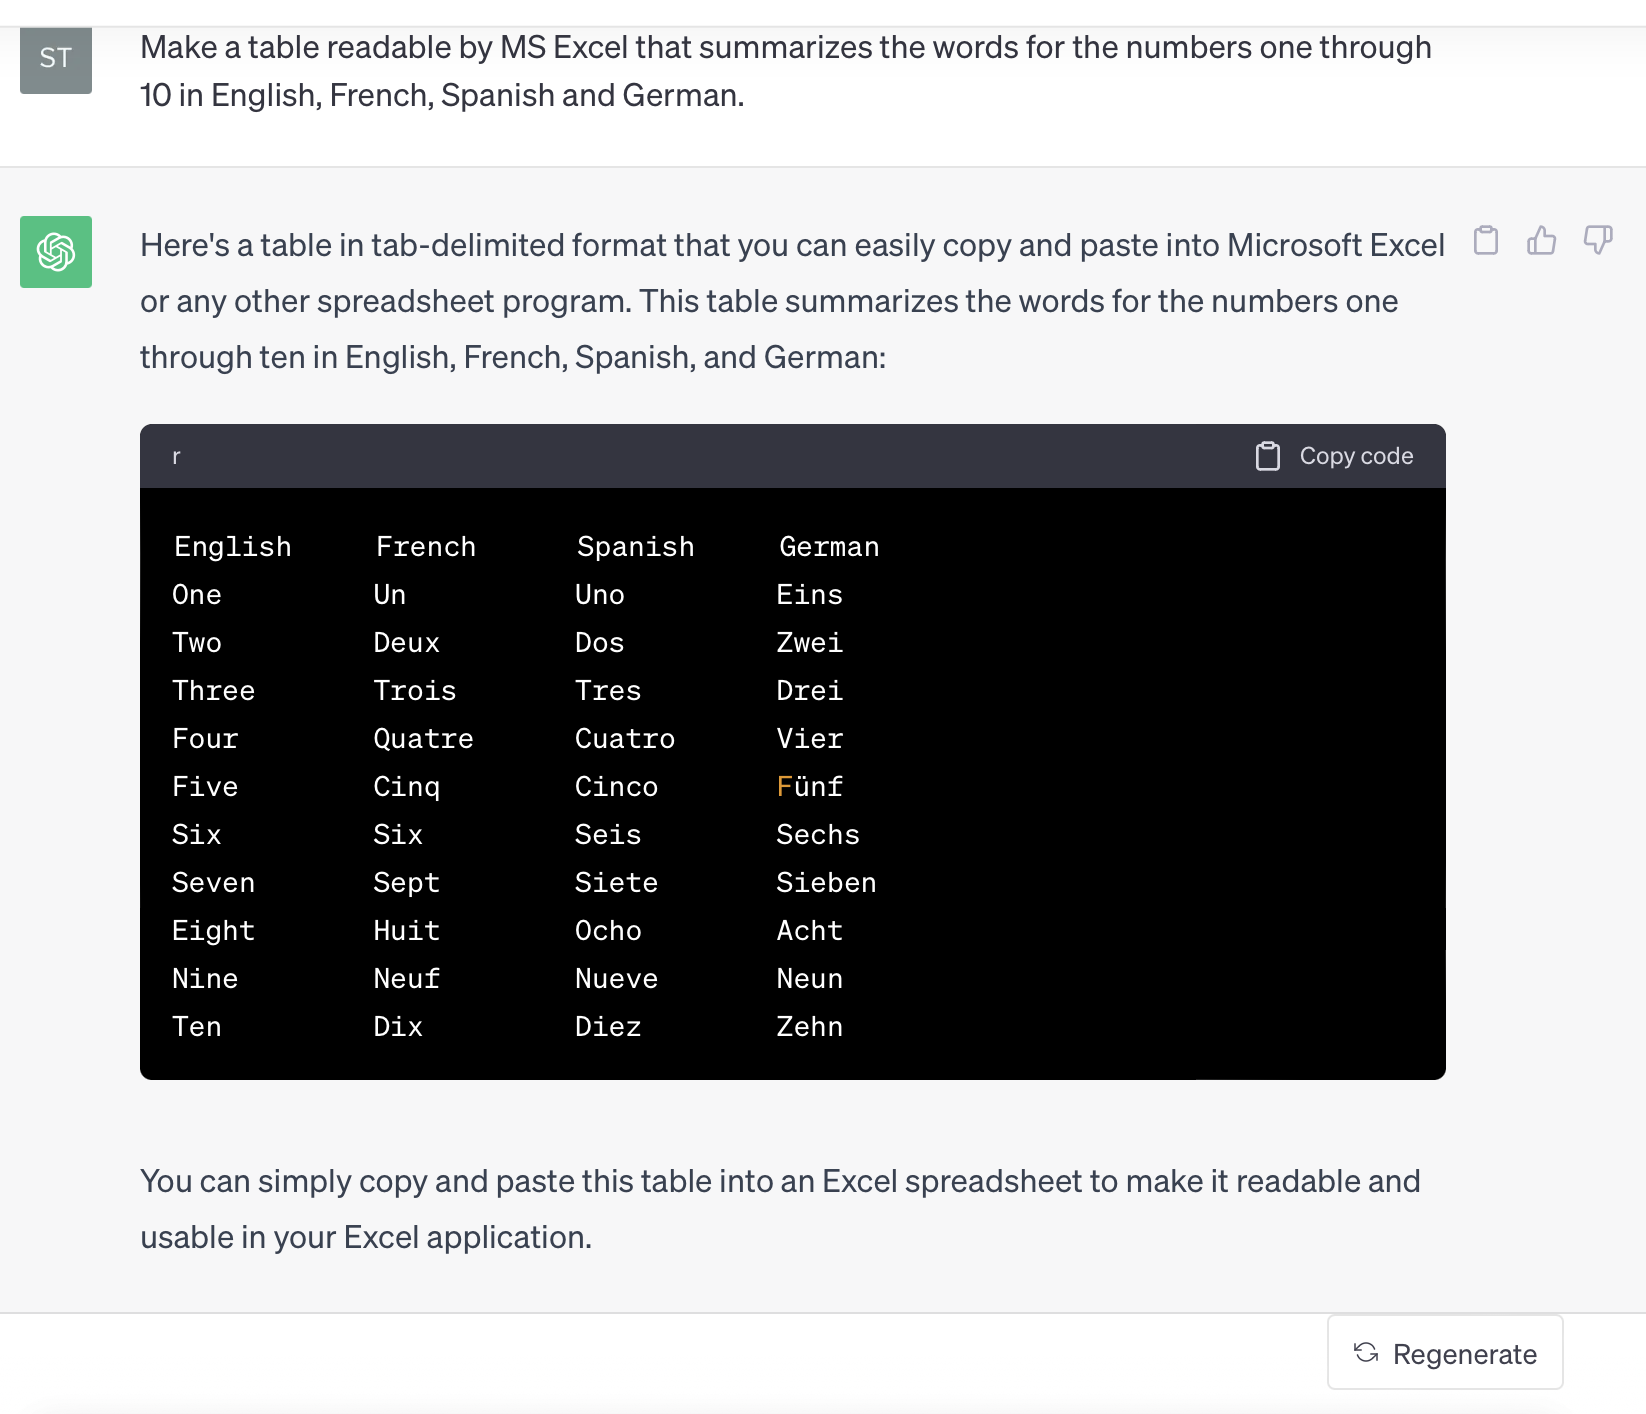 ST
Make a table readable by MS Excel that summarizes the words for the numbers one through
10 in English, French, Spanish and German.
Here's a table in tab-delimited format that you can easily copy and paste into Microsoft Excel
or any other spreadsheet program. This table summarizes the words for the numbers one
through ten in English, French, Spanish, and German:
r Copy code
English French Spanish German
One Un Uno Eins
Two Deux Dos Zwei
Three Trois Tres Drei
Four Quatre Cuatro Vier
Five Cinq Cinco Fünf
Six Six Seis Sechs
Seven Sept Siete Sieben
Eight Huit Ocho Acht
Nine Neuf Nueve Neun
Ten Dix Diez Zehn
You can simply copy and paste this table into an Excel spreadsheet to make it readable and
usable in your Excel application.
Regenerate